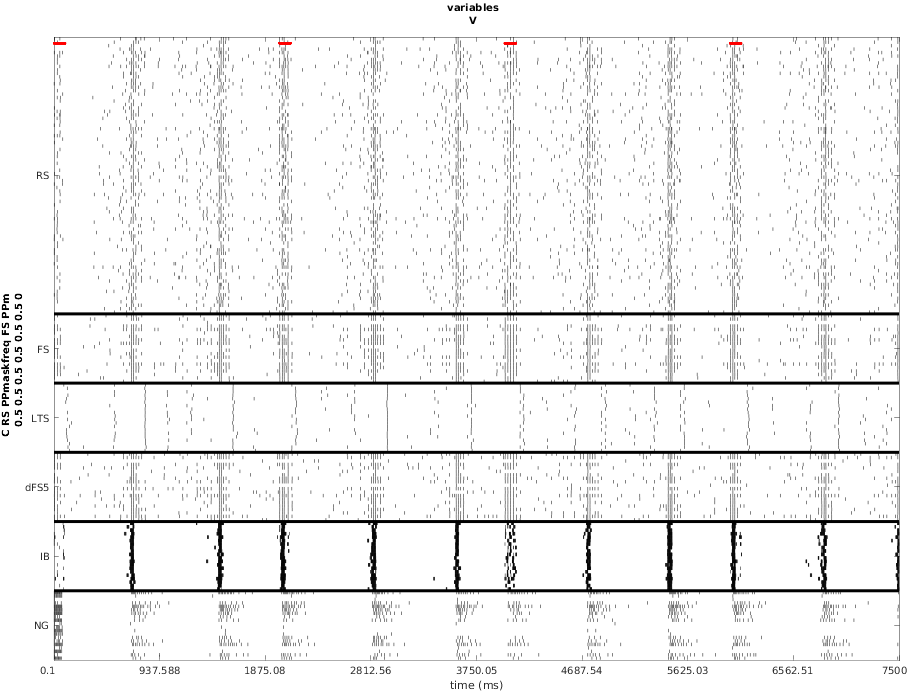 variables
V
C RS PPmaskfreq FS PPm
0.5 0.5 0.5 0.5 0.5 0.5 0
RS
FS
LTS
dFS5
IB
NG
0.1 937.588 1875.08 2812.56 3750.05 4687.54 5625.03 6562.51 7500
time (ms)